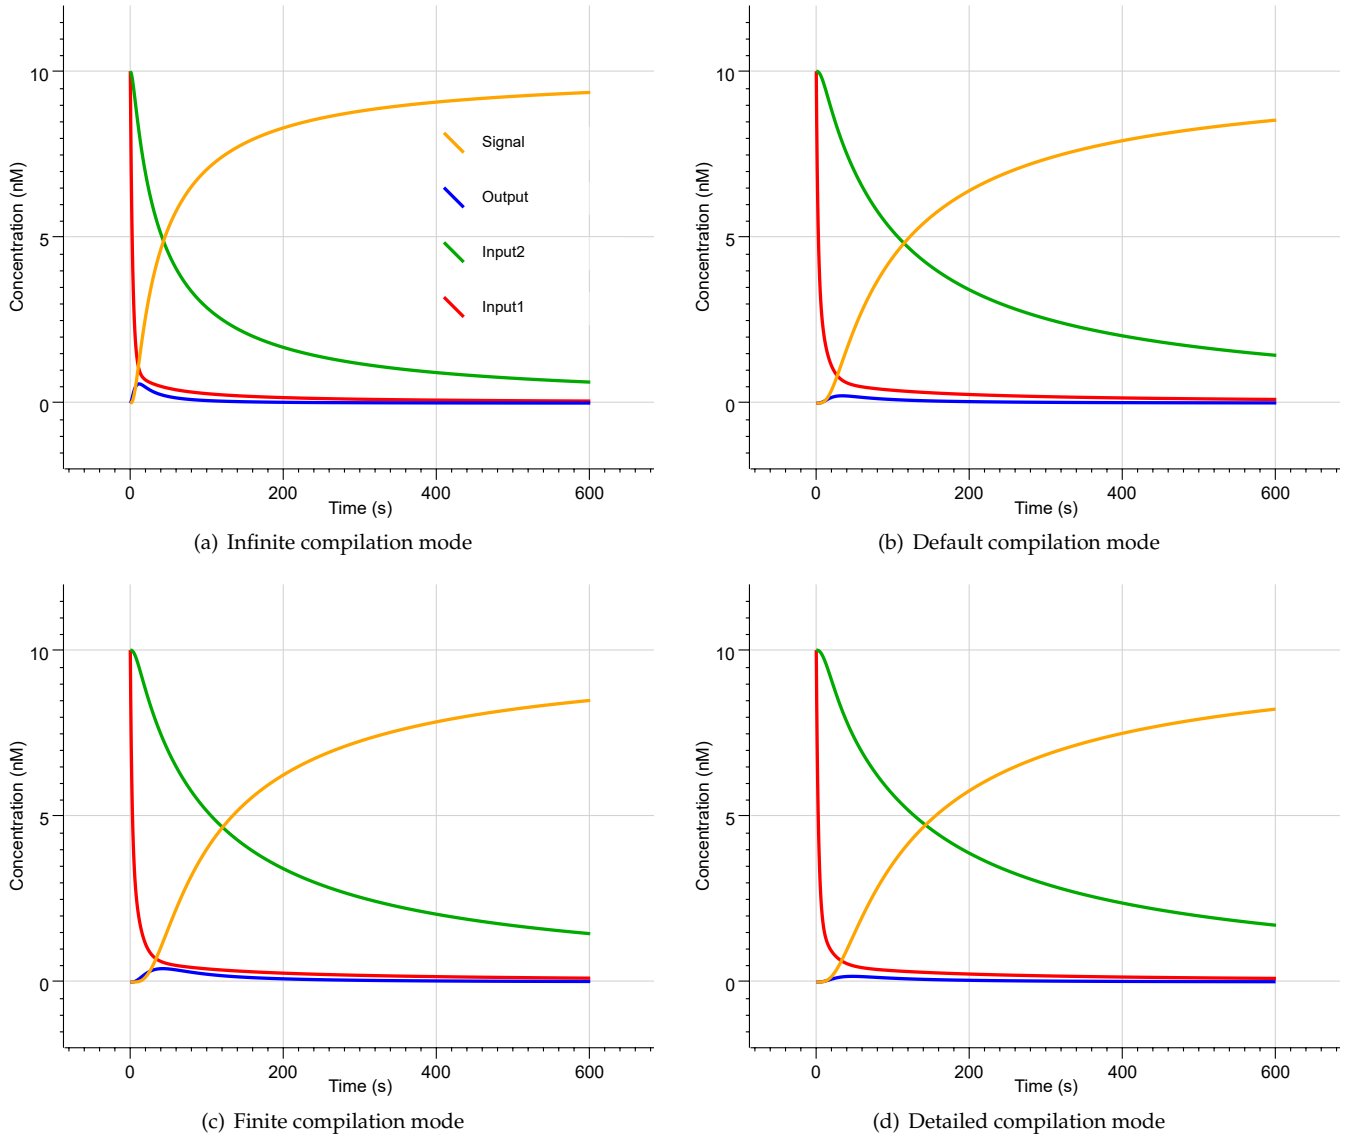 Concentration (nM)
10
5
0
Signal
Output
Input2
Input1
0 200 400 600
Time (s)
(a) Infinite compilation mode
Concentration (nM)
10
5
0
0 200 400 600
Time (s)
(b) Default compilation mode
Concentration (nM)
10
5
0
0 200 400 600
Time (s)
(c) Finite compilation mode
Concentration (nM)
10
5
0
0 200 400 600
Time (s)
(d) Detailed compilation mode